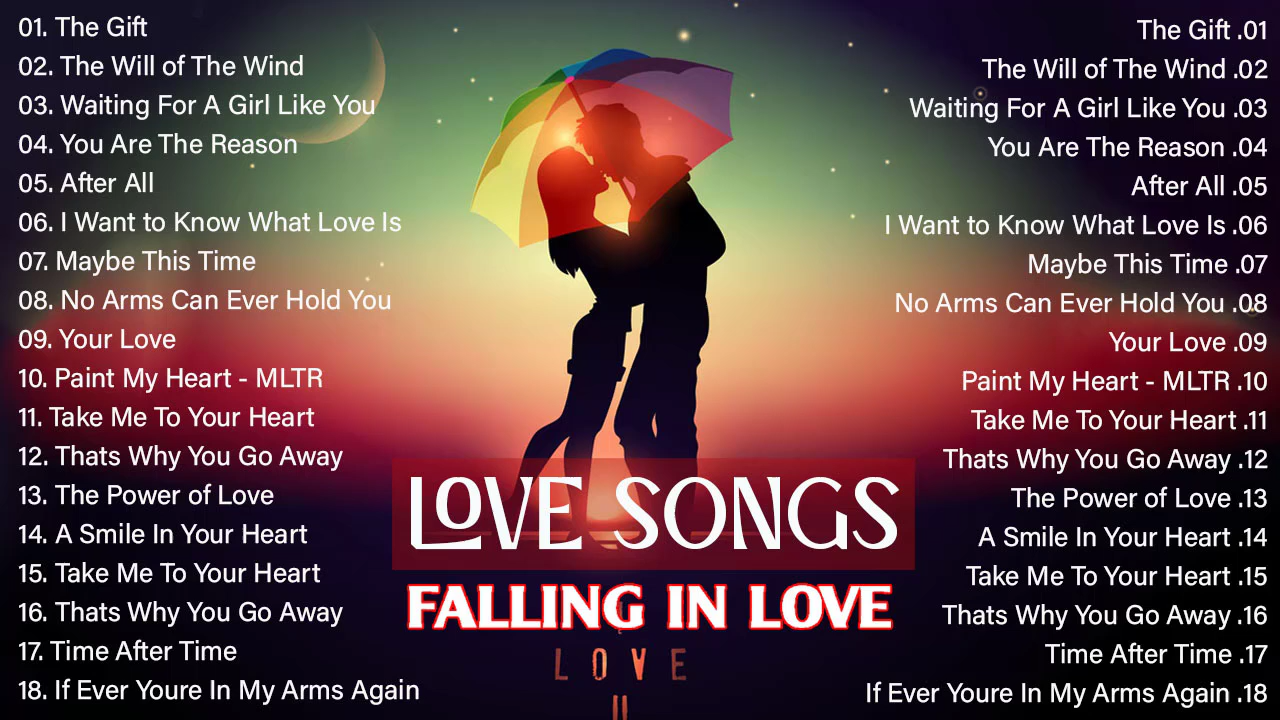 01. The Gift
02. The Will of The Wind
03. Waiting For A Girl Like You
04. You Are The Reason
05. After All
06. I Want to Know What Love Is
07. Maybe This Time
08. No Arms Can Ever Hold You
09. Your Love
10. Paint My Heart - MLTR
11. Take Me To Your Heart
12. Thats Why You Go Away
13. The Power of Love
14. A Smile In Your Heart
15. Take Me To Your Heart
16. Thats Why You Go Away
17. Time After Time
18. If Ever Youre In My Arms Again
LOVE SONGS
FALLING IN LOVE
LOVE
The Gift .01
The Will of The Wind .02
Waiting For A Girl Like You .03
You Are The Reason .04
After All .05
I Want to Know What Love Is .06
Maybe This Time .07
No Arms Can Ever Hold You .08
Your Love .09
Paint My Heart - MLTR .10
Take Me To Your Heart .11
Thats Why You Go Away .12
The Power of Love .13
A Smile In Your Heart .14
Take Me To Your Heart .15
Thats Why You Go Away .16
Time After Time .17
If Ever Youre In My Arms Again .18